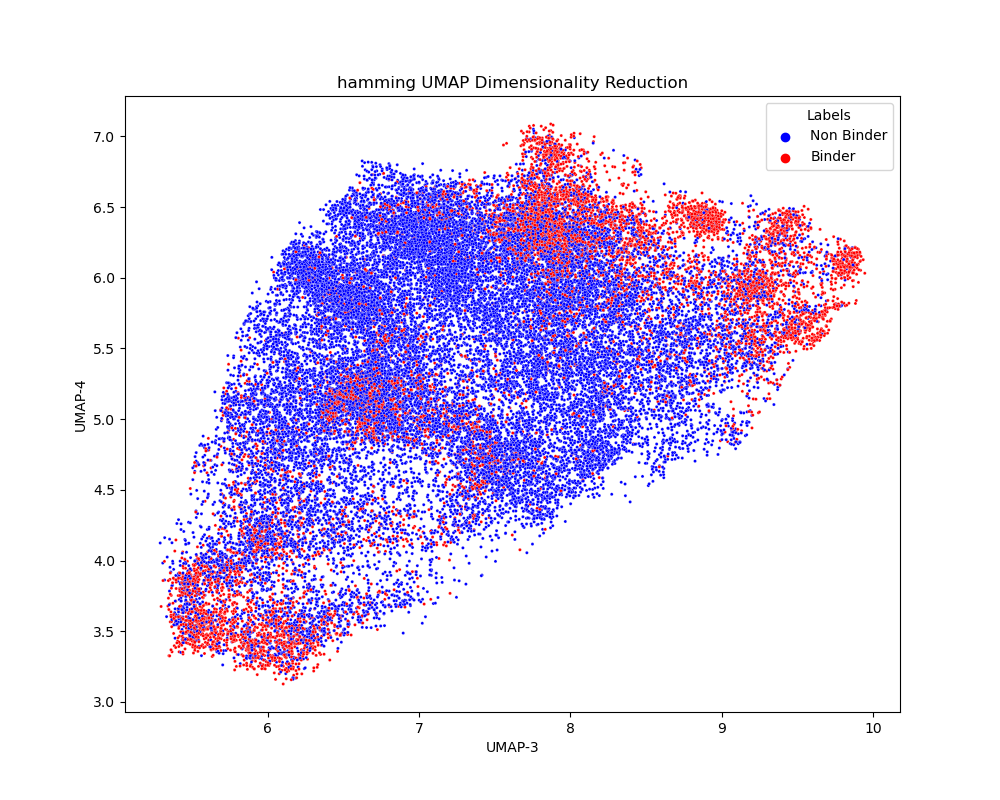 hamming UMAP Dimensionality Reduction
Labels
Non Binder
Binder
7.0
6.5
6.0
5.5
5.0
4.5
4.0
3.5
3.0
UMAP-4
6 7 8 9 10
UMAP-3